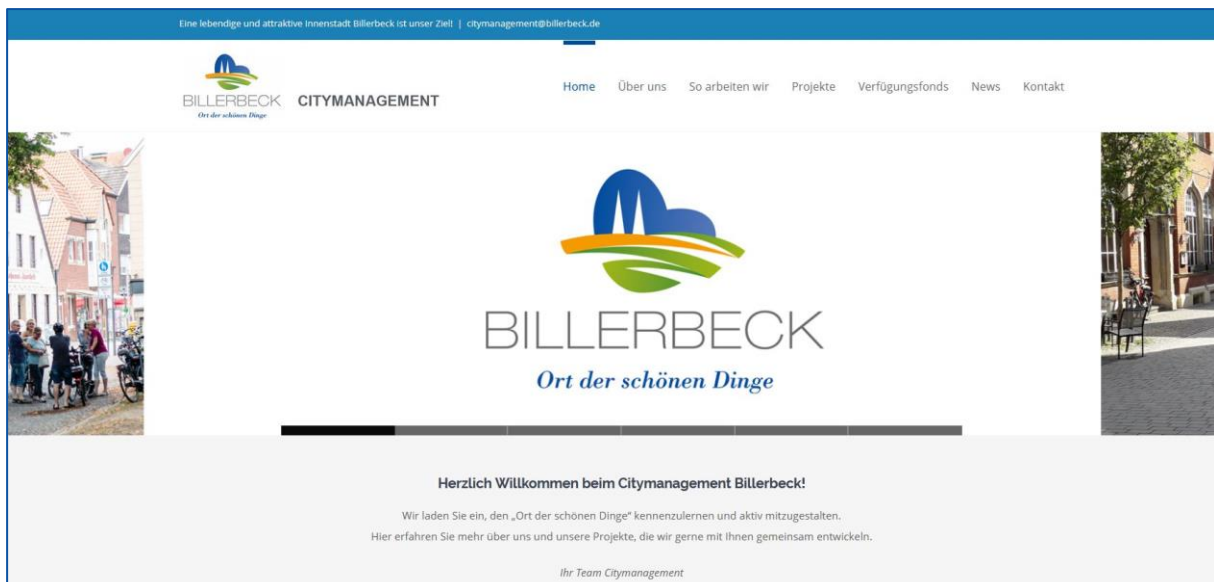 Eine lebendige und attraktive Innenstadt Billerbeck ist unser Ziel! | citymanagement@billerbeck.de
BILLERBECK
Ort der schönen Dinge
CITYMANAGEMENT
Home Über uns So arbeiten wir Projekte Verfügungsfonds News Kontakt
BILLERBECK
Ort der schönen Dinge
Herzlich Willkommen beim Citymanagement Billerbeck!
Wir laden Sie ein, den „Ort der schönen Dinge“ kennenzulernen und aktiv mitzugestalten.
Hier erfahren Sie mehr über uns und unsere Projekte, die wir gerne mit Ihnen gemeinsam entwickeln.
Ihr Team Citymanagement